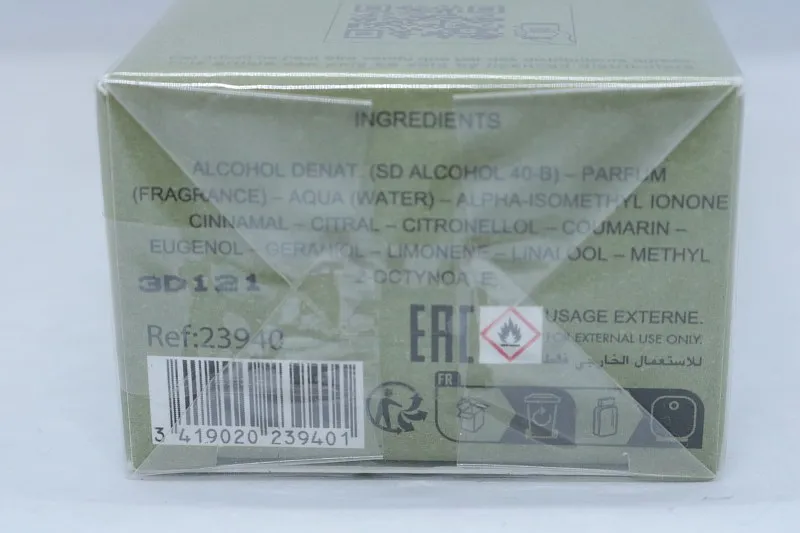 INGREDIENTS
ALCOHOL DENAT. (SD ALCOHOL 40-B) – PARFUM
(FRAGRANCE) – AQUA (WATER) – ALPHA-ISOMETHYL IONONE
CINNAMAL – CITRAL – CITRONELLOL – COUMARIN –
EUGENOL – GERANIOL – LIMONENE – LINALOOL – METHYL
2-OCTYNOATE
3D121
Ref:23940
EAC
USAGE EXTERNE.
FOR EXTERNAL USE ONLY.
للاستعمال الخارجي فقط
FR
3 419020 239401